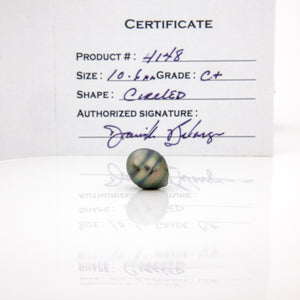 CERTIFICATE
PRODUCT #: 4148
SIZE: 10.6mm GRADE: C+
SHAPE: CIRCLED
AUTHORIZED SIGNATURE: